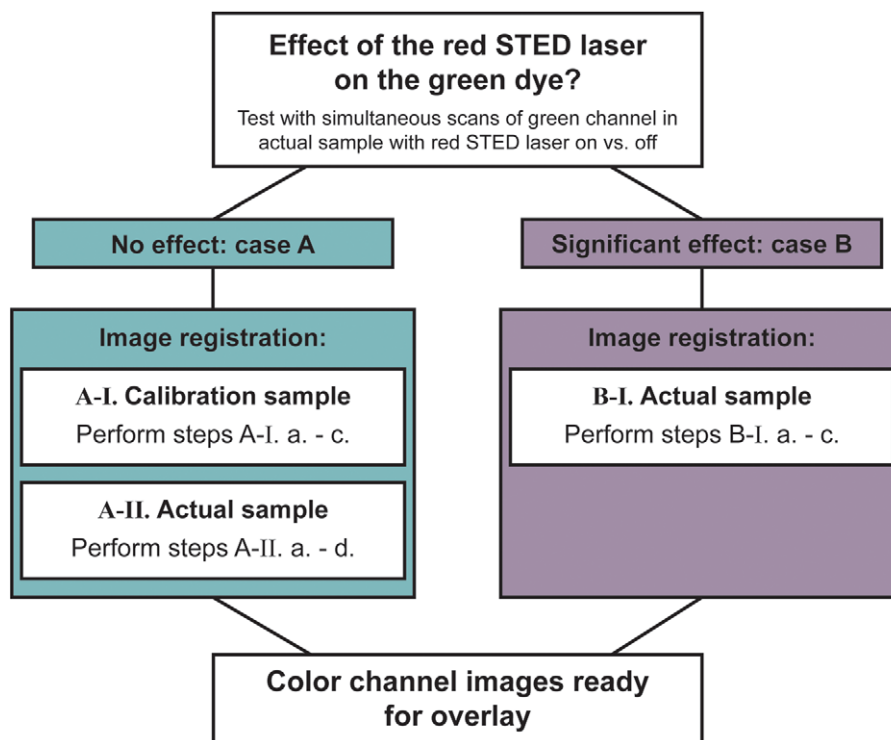 Effect of the red STED laser
on the green dye?
Test with simultaneous scans of green channel in
actual sample with red STED laser on vs. off
No effect: case A
Significant effect: case B
Image registration:
A-I. Calibration sample
Perform steps A-I. a. - c.
A-II. Actual sample
Perform steps A-II. a. - d.
Image registration:
B-I. Actual sample
Perform steps B-I. a. - c.
Color channel images ready
for overlay